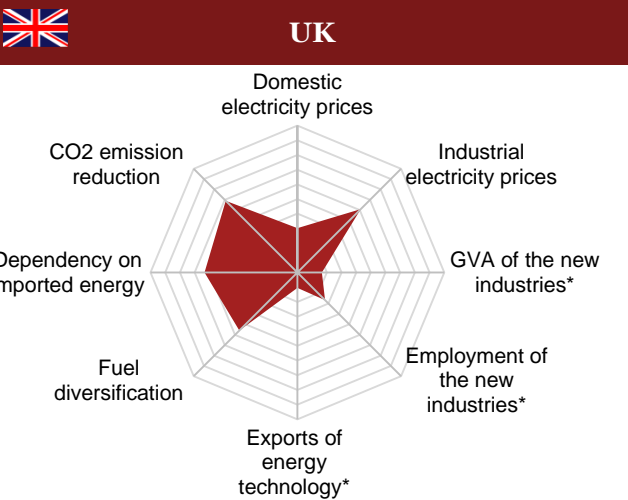 UK
Domestic
electricity prices
Industrial
electricity prices
GVA of the new
industries*
Employment of
the new
industries*
Exports of
energy
technology*
Fuel
diversification
Dependency on
mported energy
CO2 emission
reduction